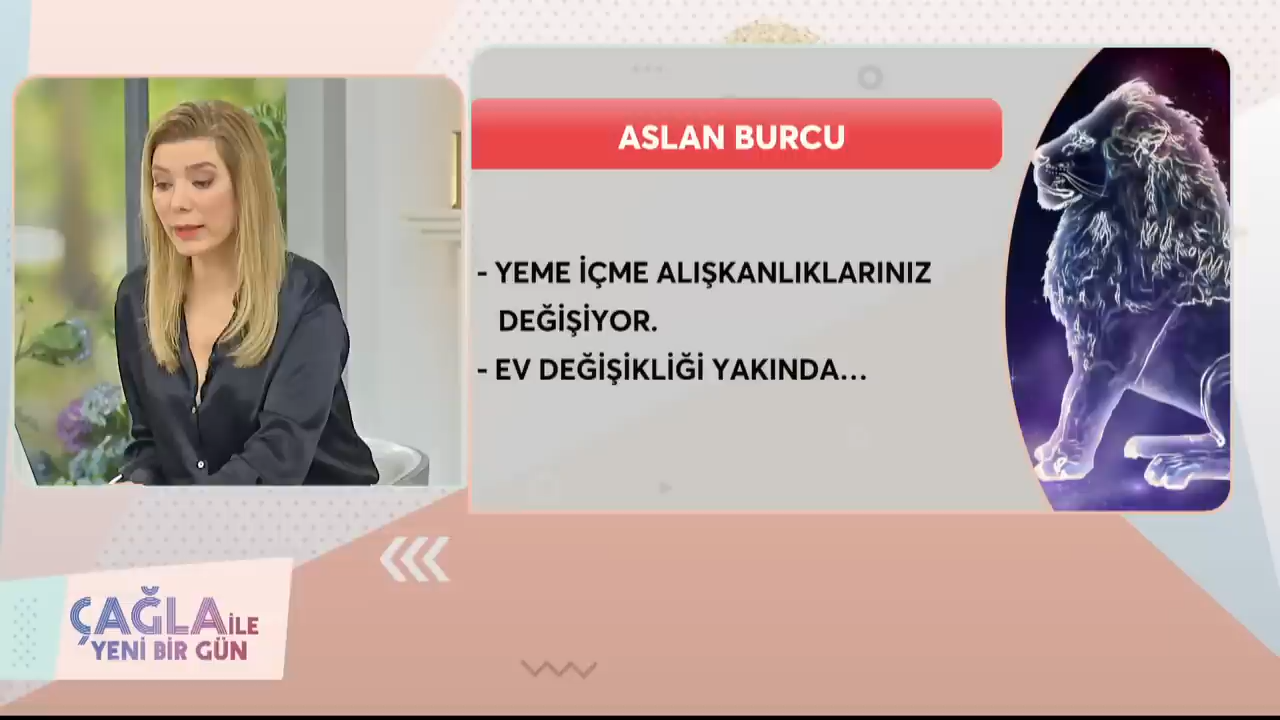 ASLAN BURCU
- YEME İÇME ALIŞKANLIKLARINIZ
DEĞİŞİYOR.
- EV DEĞİŞİKLİĞİ YAKINDA...
ÇAĞLA İLE
YENİ BİR GÜN